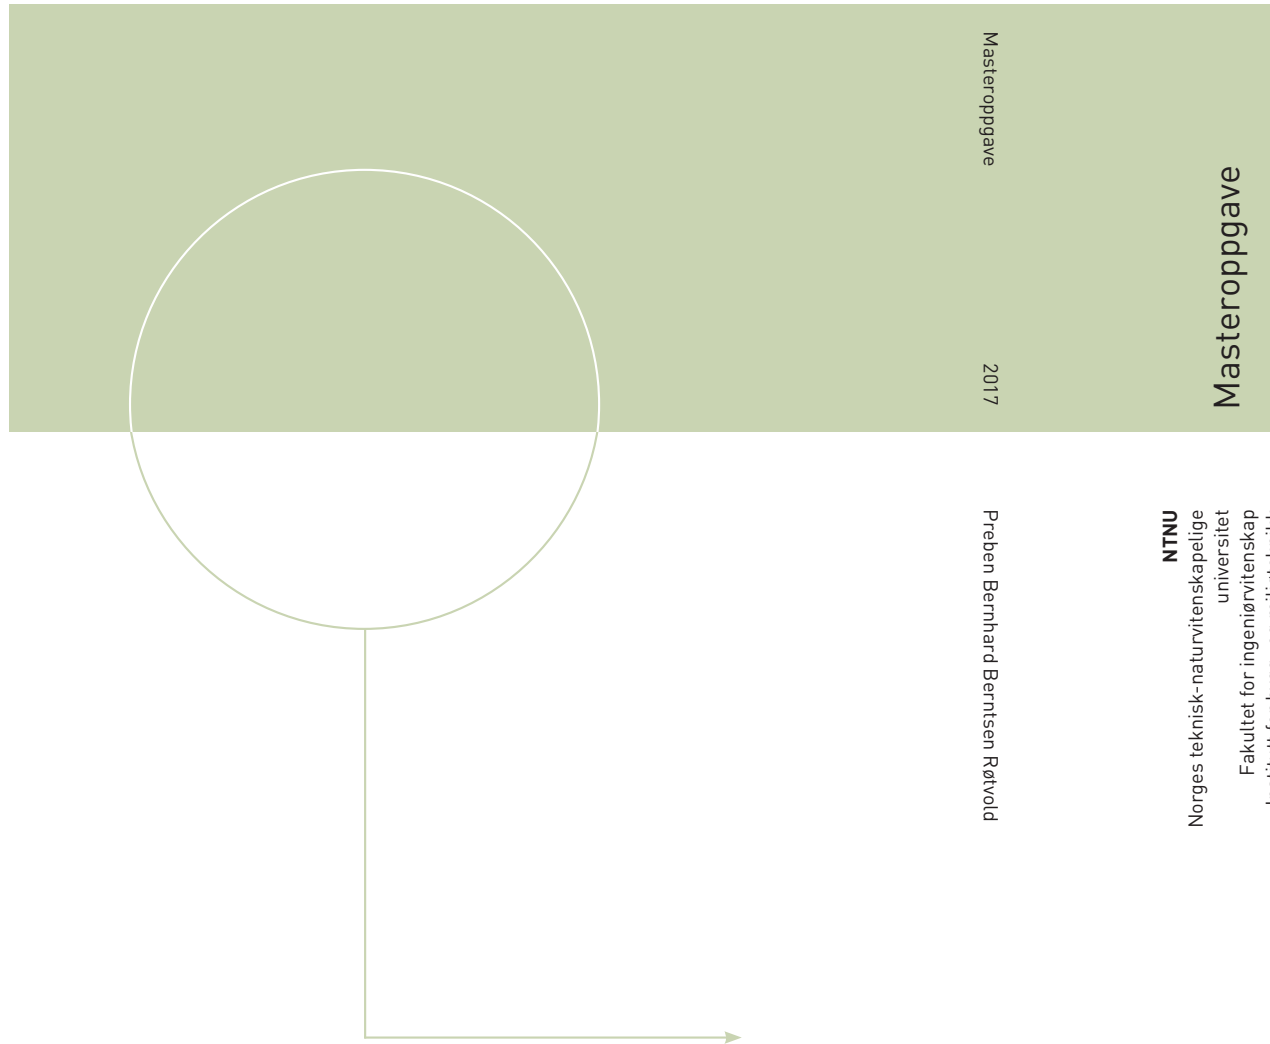 Masteroppgave
2017
Preben Bernhard Berntsen Røtvold
Masteroppgave
NTNU
Norges teknisk-naturvitenskapelige
universitet
Fakultet for ingeniørvitenskap